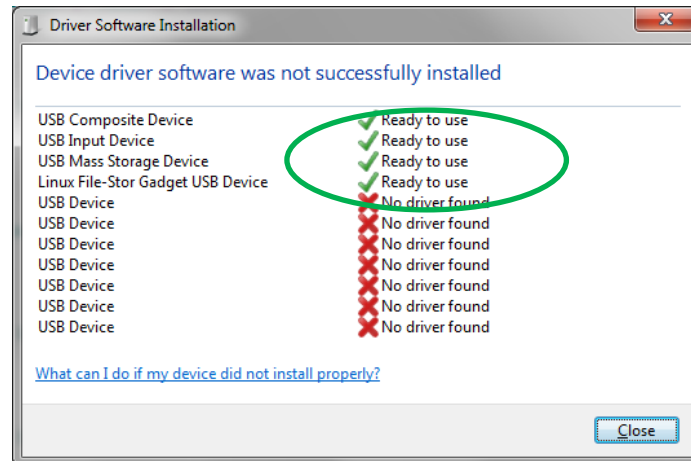 Driver Software Installation
Device driver software was not successfully installed
USB Composite Device Ready to use
USB Input Device Ready to use
USB Mass Storage Device Ready to use
Linux File-Stor Gadget USB Device Ready to use
USB Device No driver found
USB Device No driver found
USB Device No driver found
USB Device No driver found
USB Device No driver found
USB Device No driver found
USB Device No driver found
What can I do if my device did not install properly?
Close